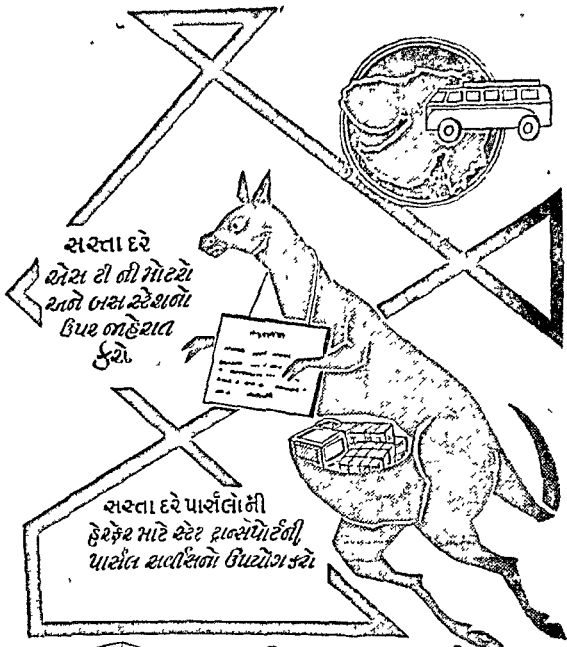 સસ્તા દરે
એસ ટી ની મોટરો
અને બસ સ્ટેશનો
ઉપર જાહેરાત
કરો
સસ્તા દરે પાર્સલોની
હેરફેર માટે સ્ટેટ ટ્રાન્સપોર્ટની
પાર્સલ સર્વીસનો ઉપયોગ કરો